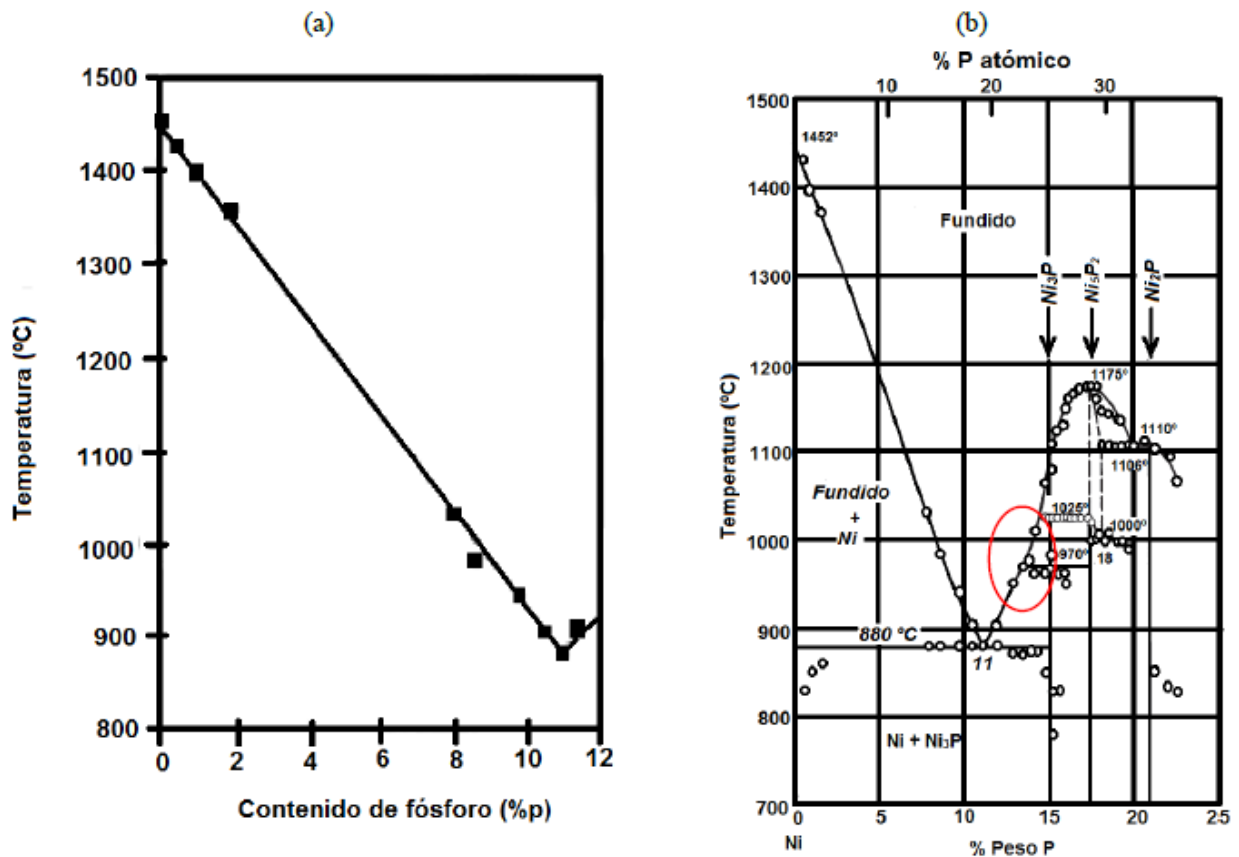 (a)
1500
1400
1300
1200
1100
1000
900
800
0 2 4 6 8 10 12
Temperatura (ºC)
Contenido de fósforo (%p)
(b)
% P atómico
10 20 30
1500
1400
1300
1200
1100
1000
900
800
700
Temperatura (ºC)
1452º
Fundido
Ni₃P
Ni₅P₂
Ni₂P
1175º
1110º
1106º
Fundido
+
Ni
1025º
1000º
970º
18
880 ºC
11
Ni + Ni₃P
0 5 10 15 20 25
Ni
% Peso P